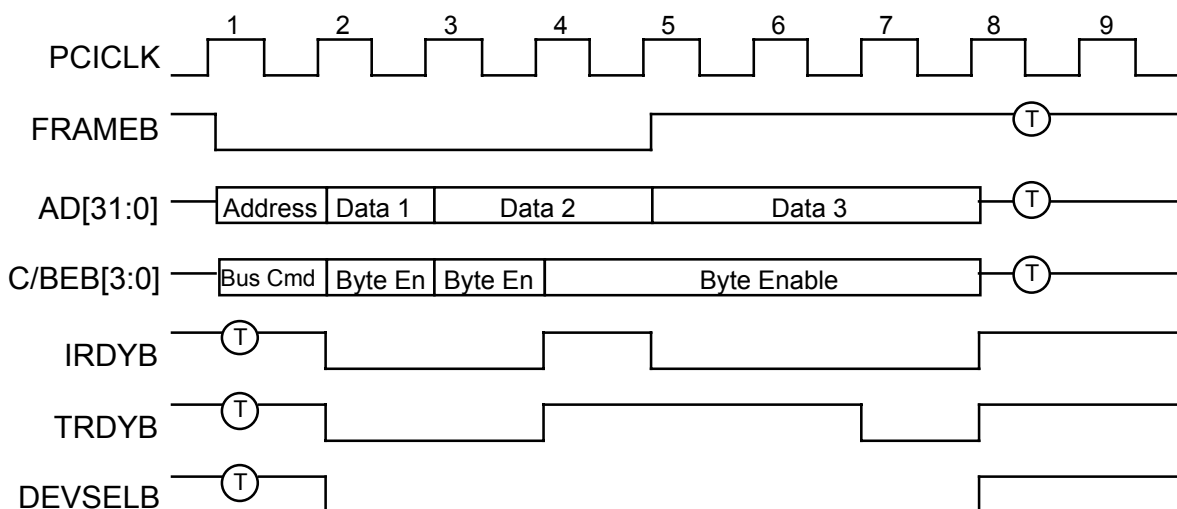 1 2 3 4 5 6 7 8 9
PCICLK
FRAMEB T
AD[31:0] Address Data 1 Data 2 Data 3 T
C/BEB[3:0] Bus Cmd Byte En Byte En Byte Enable T
T
IRDYB
T
TRDYB
T
DEVSELB